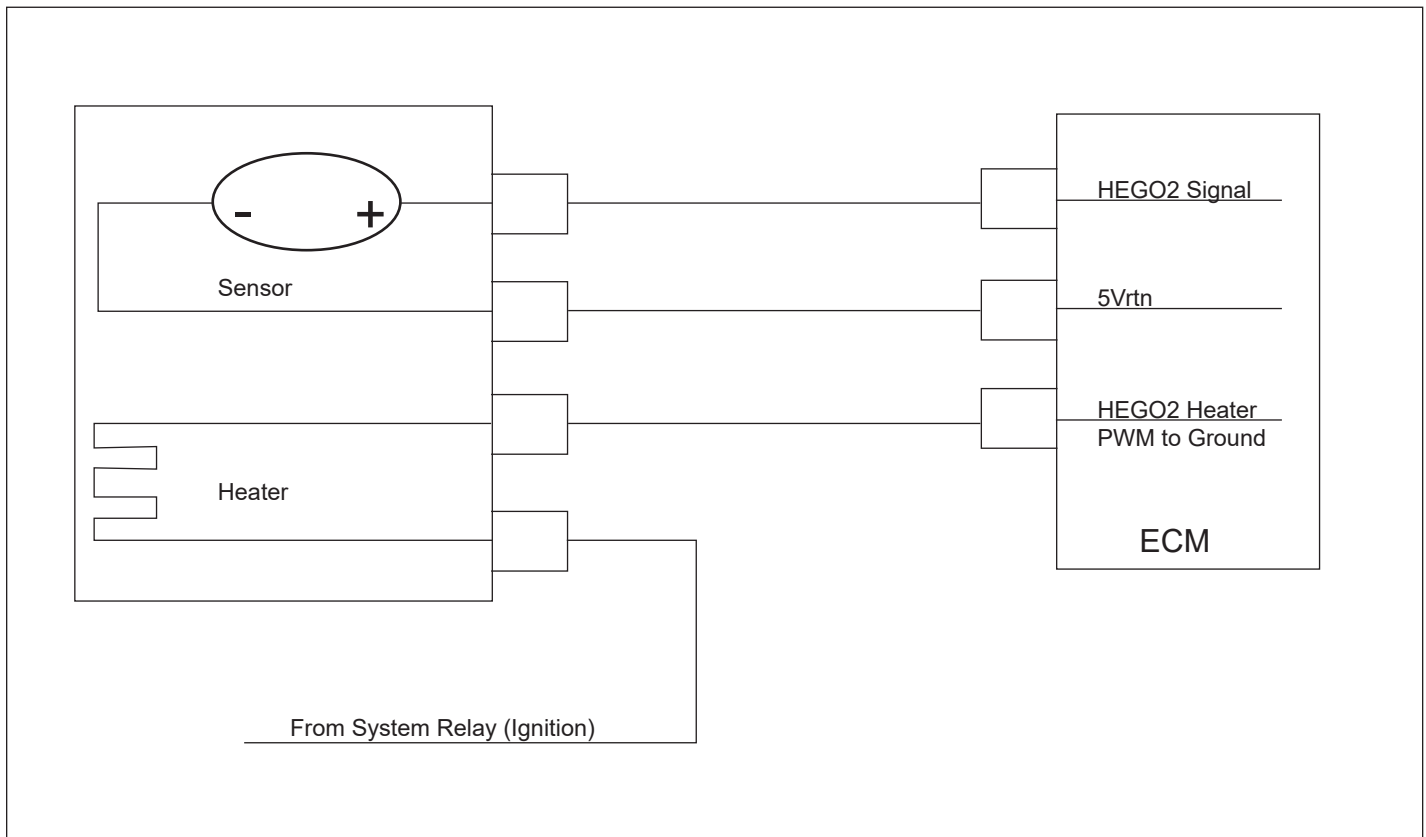 HEGO2 Signal
- +
Sensor
5Vrtn
HEGO2 Heater
PWM to Ground
Heater
ECM
From System Relay (Ignition)